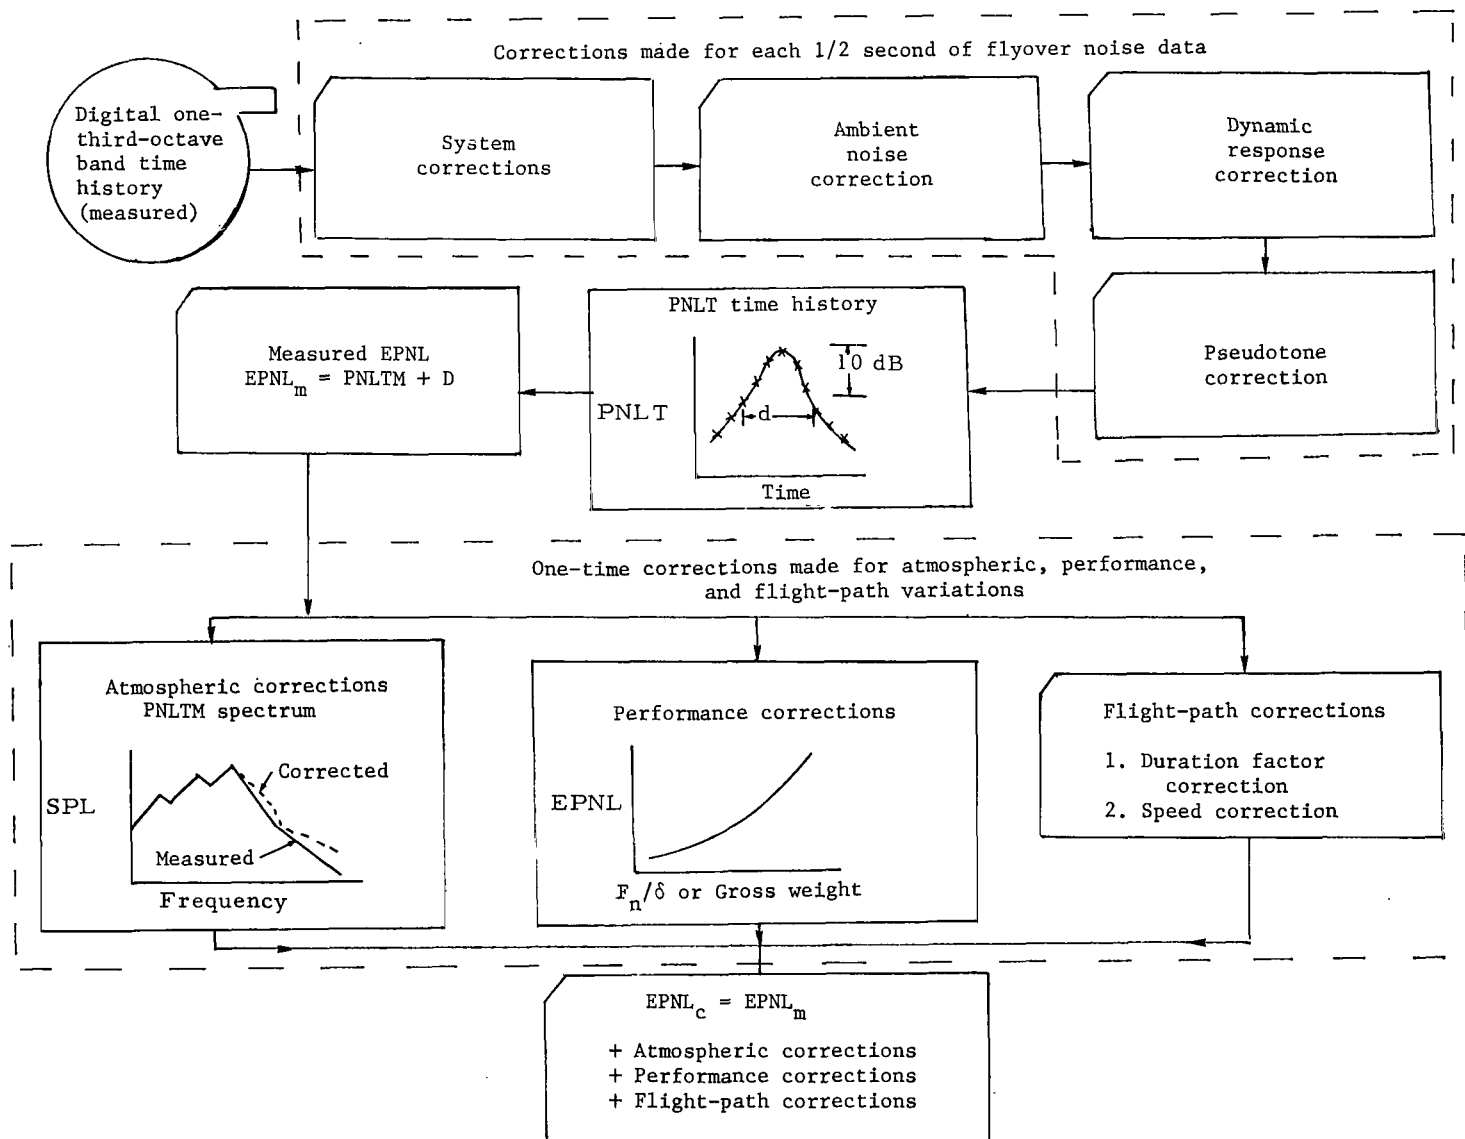 Corrections made for each 1/2 second of flyover noise data
Digital one-
third-octave
band time
history
(measured)
System
corrections
Ambient
noise
correction
Dynamic
response
correction
Pseudotone
correction
PNLT time history
10 dB
PNLT
d
Time
Measured EPNL
EPNLm = PNLTM + D
One-time corrections made for atmospheric, performance,
and flight-path variations
Atmospheric corrections
PNLTM spectrum
Corrected
SPL
Measured
Frequency
Performance corrections
EPNL
Fn/δ or Gross weight
Flight-path corrections
1. Duration factor
correction
2. Speed correction
EPNLc = EPNLm
+ Atmospheric corrections
+ Performance corrections
+ Flight-path corrections